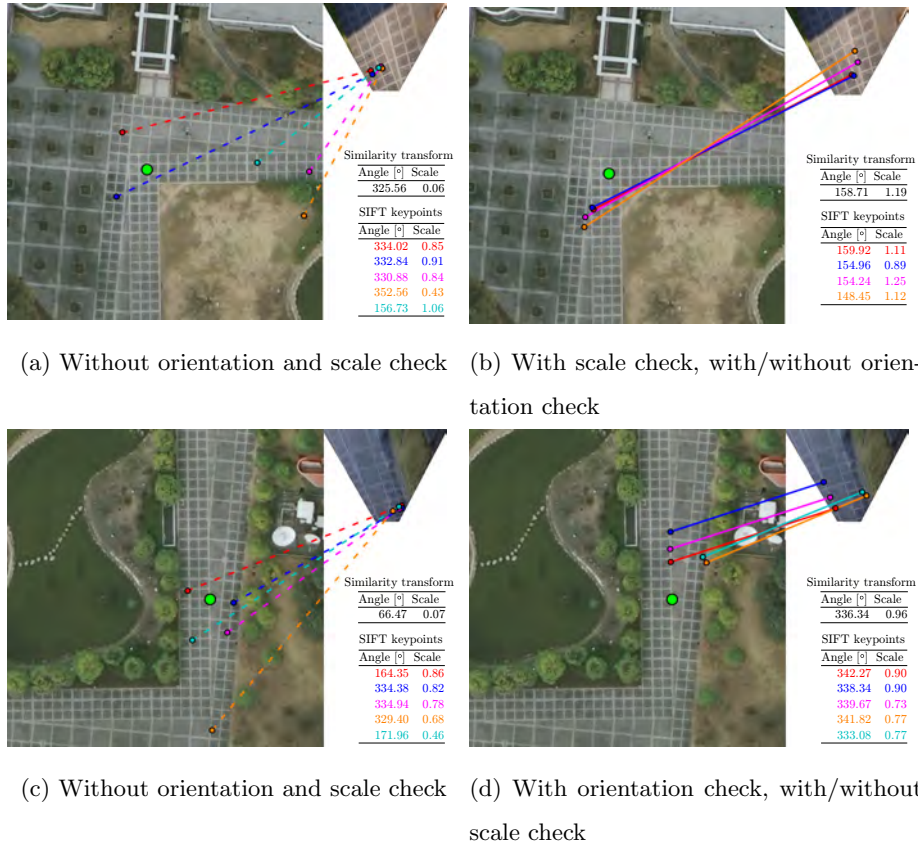 Similarity transform
Angle [°] Scale
325.56 0.06
SIFT keypoints
Angle [°] Scale
334.02 0.85
332.84 0.91
330.88 0.84
352.56 0.43
156.73 1.06
Similarity transform
Angle [°] Scale
158.71 1.19
SIFT keypoints
Angle [°] Scale
159.92 1.11
154.96 0.89
154.24 1.25
148.45 1.12
(a) Without orientation and scale check
(b) With scale check, with/without orien-
tation check
Similarity transform
Angle [°] Scale
66.47 0.07
SIFT keypoints
Angle [°] Scale
164.35 0.86
334.38 0.82
334.94 0.78
329.40 0.68
171.96 0.46
Similarity transform
Angle [°] Scale
336.34 0.96
SIFT keypoints
Angle [°] Scale
342.27 0.90
338.34 0.90
339.67 0.73
341.82 0.77
333.08 0.77
(c) Without orientation and scale check
(d) With orientation check, with/without
scale check